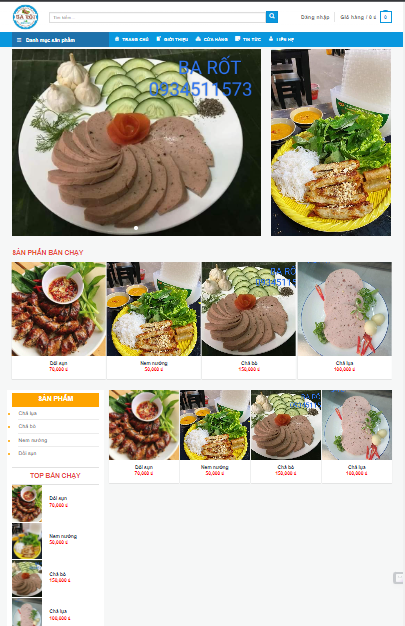 BA RỐT
Tìm kiếm...
Đăng nhập
Giỏ hàng / 0 ₫
0
Danh mục sản phẩm
TRANG CHỦ
GIỚI THIỆU
CỬA HÀNG
TIN TỨC
LIÊN HỆ
BA RỐT
0934511573
SẢN PHẨN BÁN CHẠY
Dồi sụn
70,000 ₫
Nem nướng
50,000 ₫
Chả bò
150,000 ₫
Chả lụa
100,000 ₫
SẢN PHẨM
Chả lụa
Chả bò
Nem nướng
Dồi sụn
Dồi sụn
70,000 ₫
Nem nướng
50,000 ₫
Chả bò
150,000 ₫
Chả lụa
100,000 ₫
TOP BÁN CHẠY
Dồi sụn
70,000 ₫
Nem nướng
50,000 ₫
Chả bò
150,000 ₫
Chả lụa
100,000 ₫